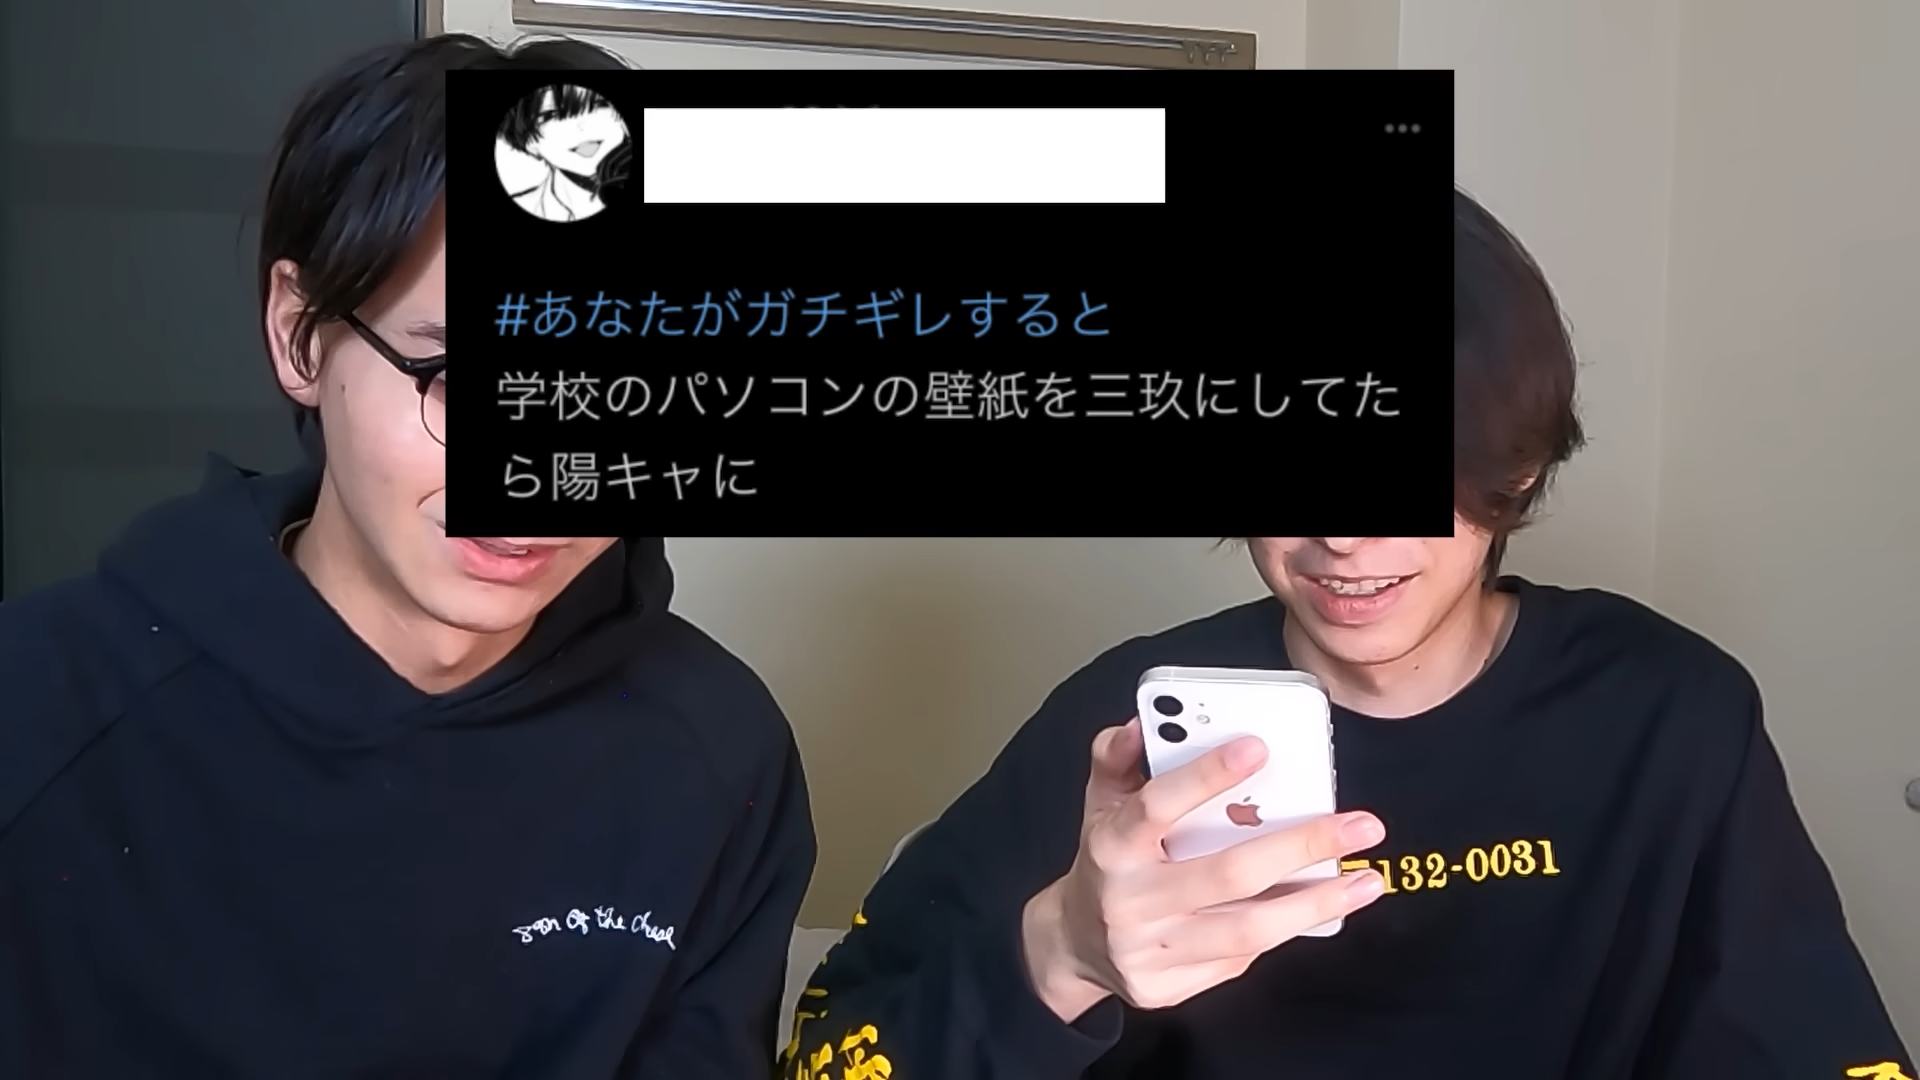 #あなたがガチギレすると
学校のパソコンの壁紙を三玖にしてた
ら陽キャに
son of the cheese
132-0031